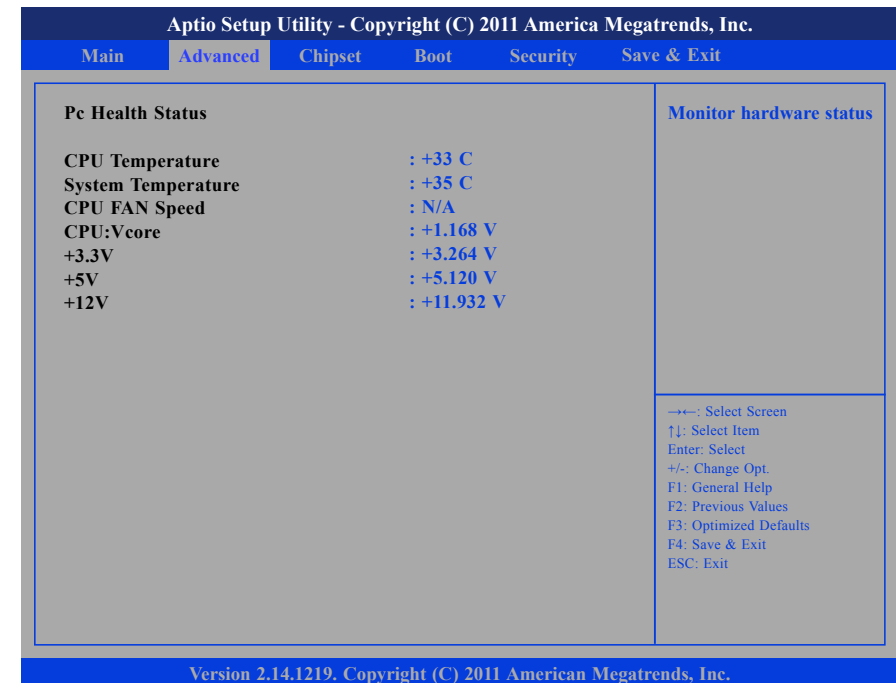 Aptio Setup Utility - Copyright (C) 2011 America Megatrends, Inc.
Main Advanced Chipset Boot Security Save & Exit
Pc Health Status
CPU Temperature : +33 C
System Temperature : +35 C
CPU FAN Speed : N/A
CPU:Vcore : +1.168 V
+3.3V : +3.264 V
+5V : +5.120 V
+12V : +11.932 V
Monitor hardware status
→←: Select Screen
↑↓: Select Item
Enter: Select
+/-: Change Opt.
F1: General Help
F2: Previous Values
F3: Optimized Defaults
F4: Save & Exit
ESC: Exit
Version 2.14.1219. Copyright (C) 2011 American Megatrends, Inc.